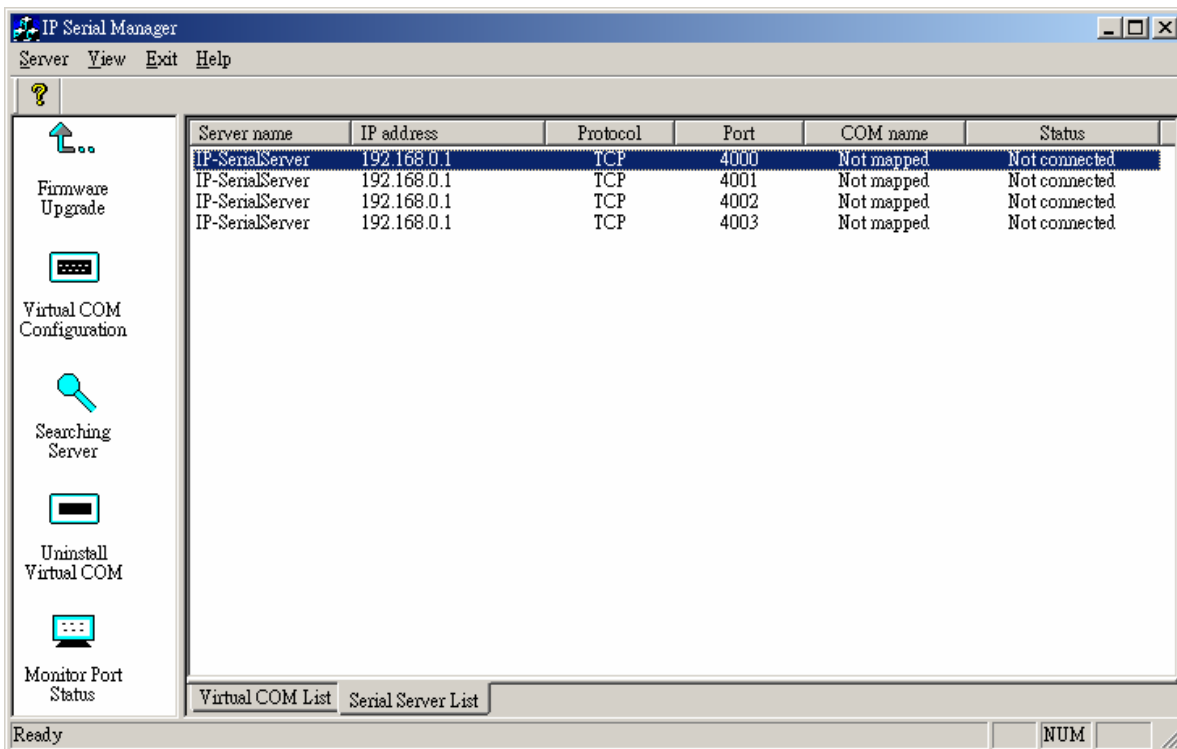 IP Serial Manager
Server View Exit Help
Firmware
Upgrade
Virtual COM
Configuration
Searching
Server
Uninstall
Virtual COM
Monitor Port
Status
Server name IP address Protocol Port COM name Status
IP-SerialServer 192.168.0.1 TCP 4000 Not mapped Not connected
IP-SerialServer 192.168.0.1 TCP 4001 Not mapped Not connected
IP-SerialServer 192.168.0.1 TCP 4002 Not mapped Not connected
IP-SerialServer 192.168.0.1 TCP 4003 Not mapped Not connected
Virtual COM List Serial Server List
Ready NUM